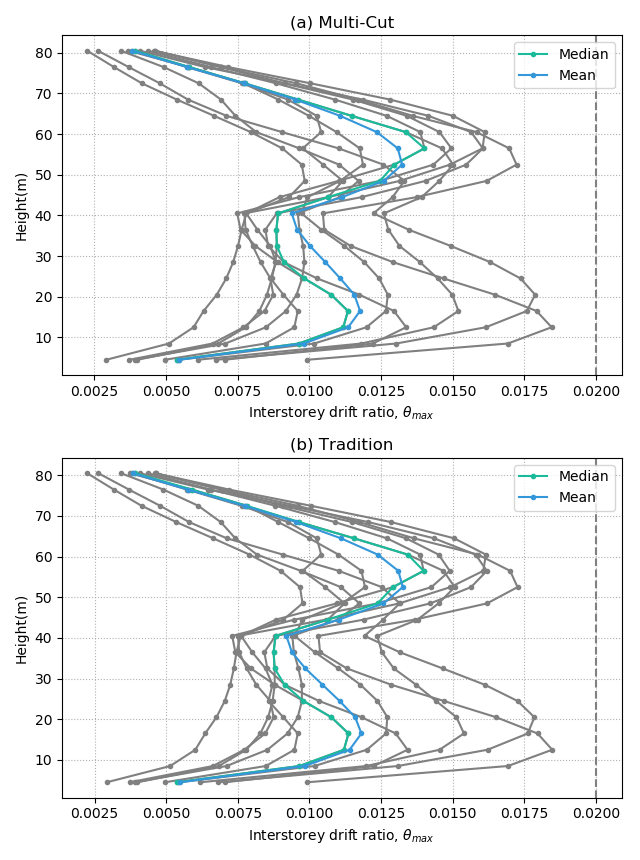 (a) Multi-Cut
80
70
60
50
40
30
20
10
Height(m)
Median
Mean
0.0025 0.0050 0.0075 0.0100 0.0125 0.0150 0.0175 0.0200
Interstorey drift ratio, θmax
(b) Tradition
80
70
60
50
40
30
20
10
Height(m)
Median
Mean
0.0025 0.0050 0.0075 0.0100 0.0125 0.0150 0.0175 0.0200
Interstorey drift ratio, θmax